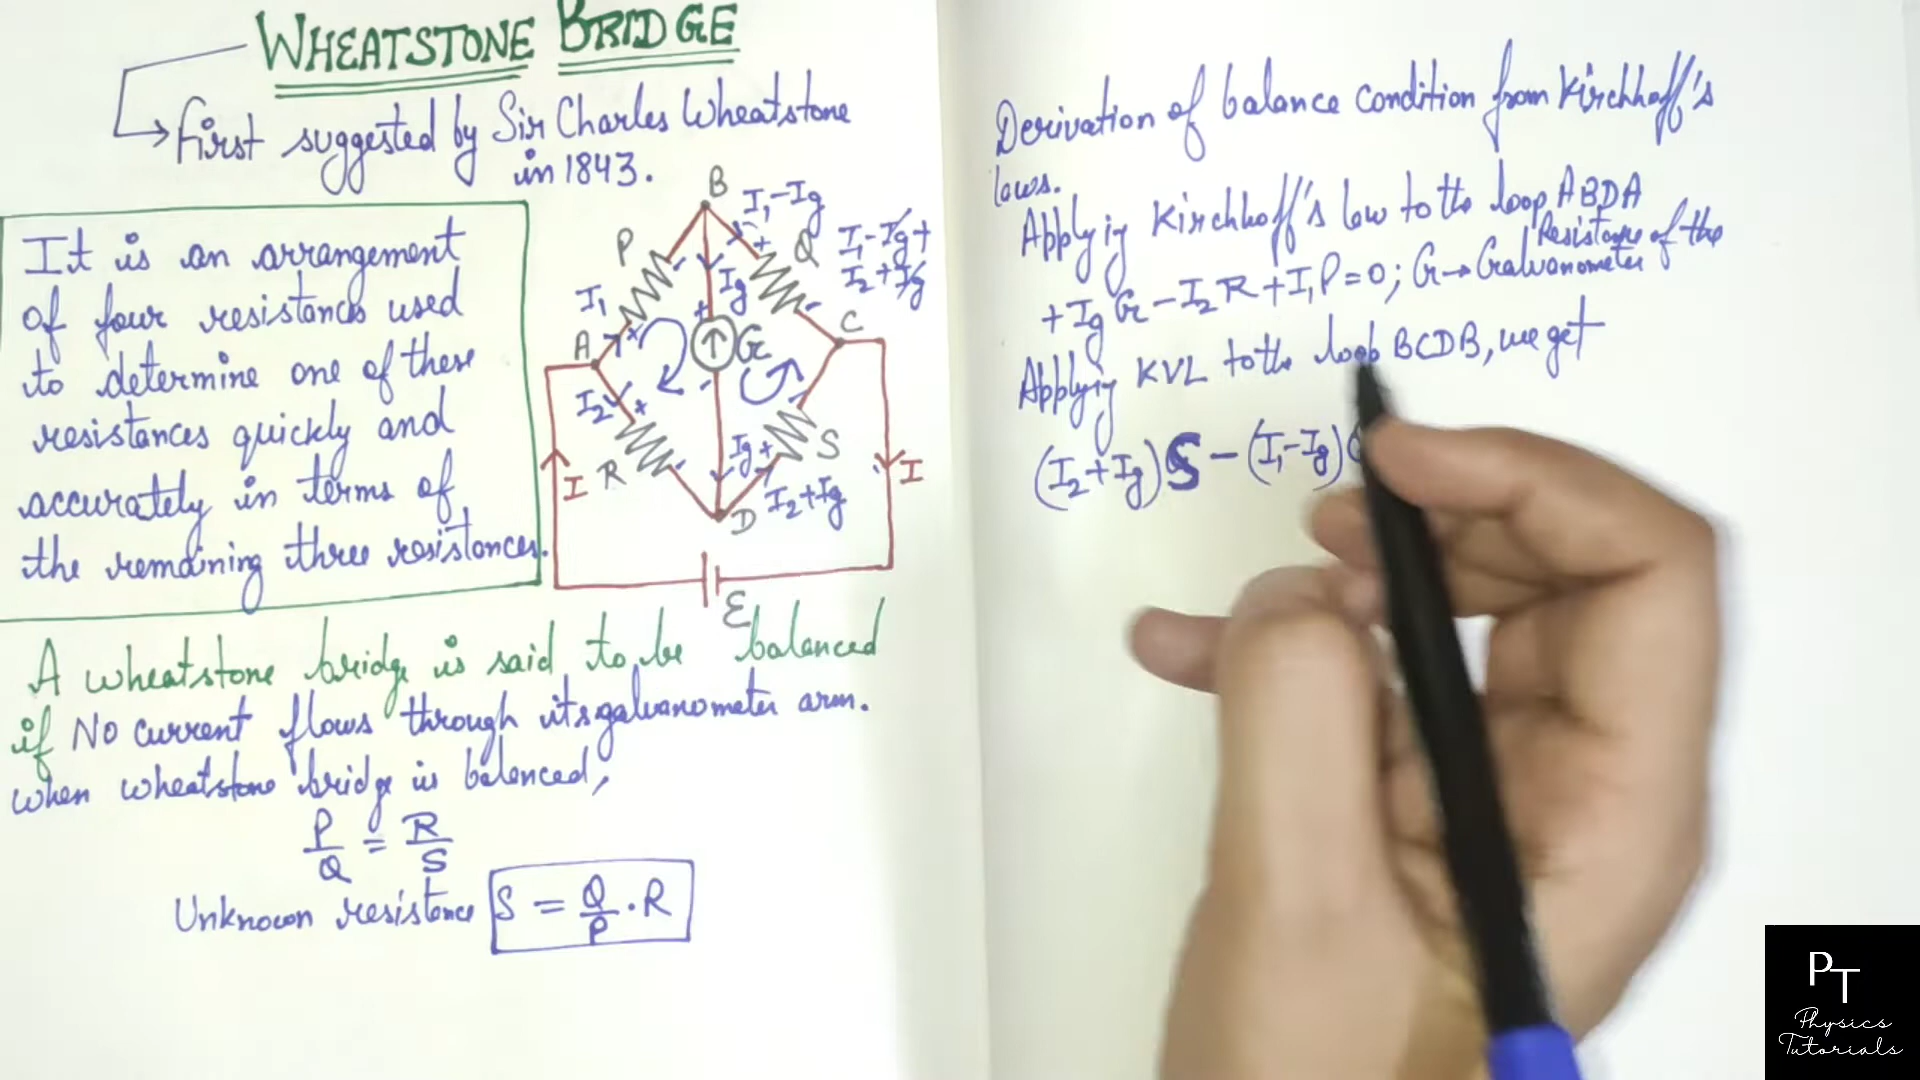 WHEATSTONE BRIDGE
First suggested by Sir Charles Wheatstone
in 1843.
It is an arrangement
of four resistances used
to determine one of these
resistances quickly and
accurately in terms of
the remaining three resistances.
B
I₁-Ig
P
Q
I₁-Ig+
I₂+Ig
I₁
Ig
A
G
C
I₂
R
Ig
S
I
I
D
I₂+Ig
E
A wheatstone bridge is said to be balanced
if No current flows through its galvanometer arm.
when wheatstone bridge is balanced,
P/Q = R/S
Unknown resistance S = Q/P . R
Derivation of balance condition from Kirchhoff's
laws.
Applyig Kirchhoff's law to the loop ABDA
+IgG-I₂R+I₁P=0; G→Galvanometer
Resistance of the
Applyig KVL to the loop BCDB, we get
(I₂+Ig)S-(I₁-Ig)
PT
Physics
Tutorials